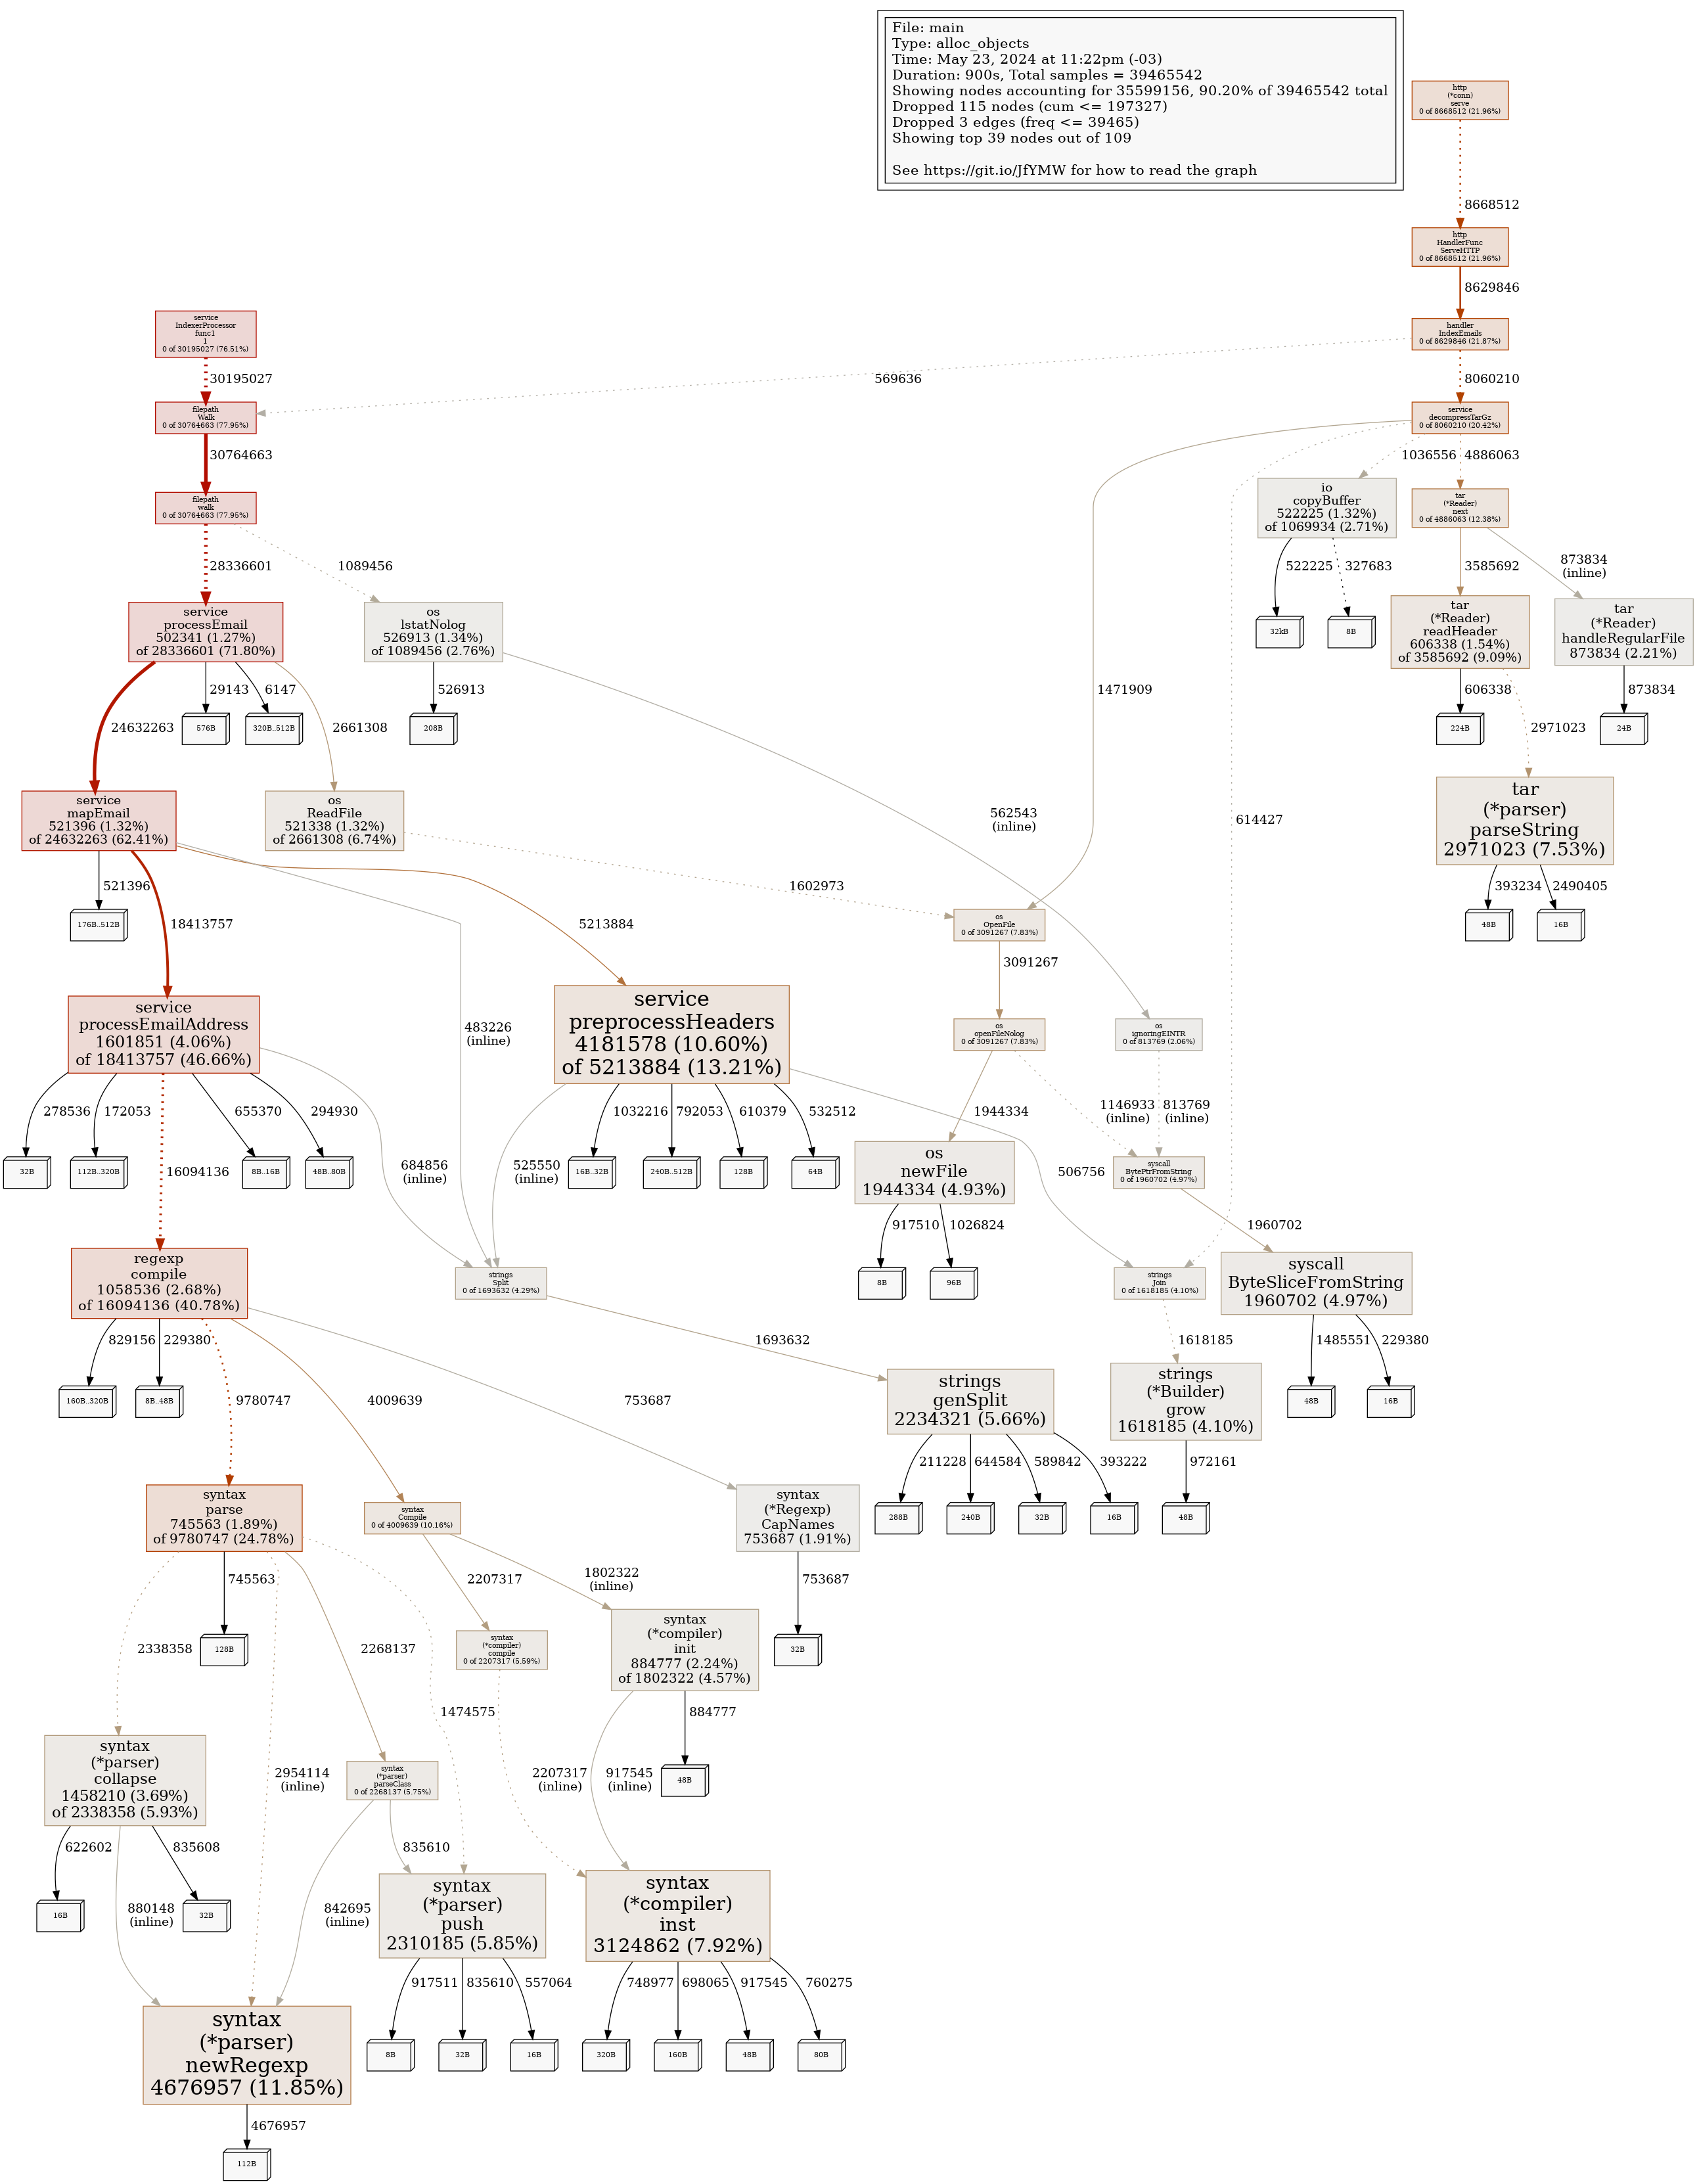 File: main
Type: alloc_objects
Time: May 23, 2024 at 11:22pm (-03)
Duration: 900s, Total samples = 39465542
Showing nodes accounting for 35599156, 90.20% of 39465542 total
Dropped 115 nodes (cum <= 197327)
Dropped 3 edges (freq <= 39465)
Showing top 39 nodes out of 109
See https://git.io/JfYMW for how to read the graph
http
(*conn)
serve
0 of 8668512 (21.96%)
8668512
http
HandlerFunc
ServeHTTP
0 of 8668512 (21.96%)
8629846
service
IndexerProcessor
func1
1
0 of 30195027 (76.51%)
handler
IndexEmails
0 of 8629846 (21.87%)
30195027
569636
8060210
filepath
Walk
0 of 30764663 (77.95%)
service
decompressTarGz
0 of 8060210 (20.42%)
30764663
1036556
4886063
filepath
walk
0 of 30764663 (77.95%)
io
copyBuffer
522225 (1.32%)
of 1069934 (2.71%)
tar
(*Reader)
next
0 of 4886063 (12.38%)
28336601
1089456
522225
327683
3585692
873834
(inline)
service
processEmail
502341 (1.27%)
of 28336601 (71.80%)
os
lstatNolog
526913 (1.34%)
of 1089456 (2.76%)
32kB
8B
tar
(*Reader)
readHeader
606338 (1.54%)
of 3585692 (9.09%)
tar
(*Reader)
handleRegularFile
873834 (2.21%)
24632263
29143
6147
2661308
526913
1471909
606338
2971023
873834
576B
320B..512B
208B
224B
24B
service
mapEmail
521396 (1.32%)
of 24632263 (62.41%)
os
ReadFile
521338 (1.32%)
of 2661308 (6.74%)
562543
(inline)
614427
tar
(*parser)
parseString
2971023 (7.53%)
521396
1602973
393234
2490405
176B..512B
18413757
5213884
os
OpenFile
0 of 3091267 (7.83%)
48B
16B
3091267
service
processEmailAddress
1601851 (4.06%)
of 18413757 (46.66%)
483226
(inline)
service
preprocessHeaders
4181578 (10.60%)
of 5213884 (13.21%)
os
openFileNolog
0 of 3091267 (7.83%)
os
ignoringEINTR
0 of 813769 (2.06%)
278536
172053
655370
294930
1032216
792053
610379
532512
1944334
1146933
(inline)
813769
(inline)
32B
112B..320B
16094136
8B..16B
48B..80B
684856
(inline)
525550
(inline)
16B..32B
240B..512B
128B
64B
os
newFile
1944334 (4.93%)
506756
syscall
BytePtrFromString
0 of 1960702 (4.97%)
917510
1026824
1960702
regexp
compile
1058536 (2.68%)
of 16094136 (40.78%)
strings
Split
0 of 1693632 (4.29%)
8B
96B
strings
Join
0 of 1618185 (4.10%)
syscall
ByteSliceFromString
1960702 (4.97%)
829156
229380
1693632
1618185
1485551
229380
160B..320B
8B..48B
9780747
4009639
753687
strings
genSplit
2234321 (5.66%)
strings
(*Builder)
grow
1618185 (4.10%)
48B
16B
211228
644584
589842
393222
972161
syntax
parse
745563 (1.89%)
of 9780747 (24.78%)
syntax
Compile
0 of 4009639 (10.16%)
syntax
(*Regexp)
CapNames
753687 (1.91%)
288B
240B
32B
16B
48B
745563
2207317
1802322
(inline)
753687
2338358
128B
2268137
syntax
(*compiler)
compile
0 of 2207317 (5.59%)
syntax
(*compiler)
init
884777 (2.24%)
of 1802322 (4.57%)
32B
1474575
884777
syntax
(*parser)
collapse
1458210 (3.69%)
of 2338358 (5.93%)
2954114
(inline)
syntax
(*parser)
parseClass
0 of 2268137 (5.75%)
2207317
(inline)
917545
(inline)
48B
622602
835608
835610
16B
880148
(inline)
32B
842695
(inline)
syntax
(*parser)
push
2310185 (5.85%)
syntax
(*compiler)
inst
3124862 (7.92%)
917511
835610
557064
748977
698065
917545
760275
syntax
(*parser)
newRegexp
4676957 (11.85%)
8B
32B
16B
320B
160B
48B
80B
4676957
112B